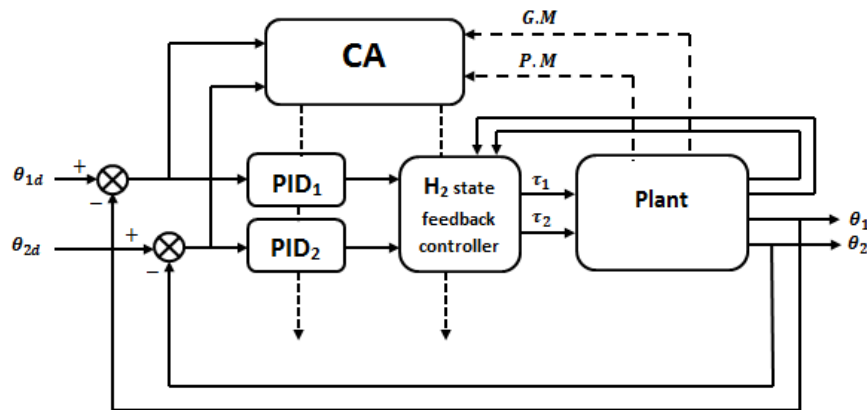 G.M
CA
P.M
θ1d
+
−
PID₁
H₂ state
feedback
controller
τ₁
τ₂
Plant
θ₁
θ2d
+
−
PID₂
θ₂